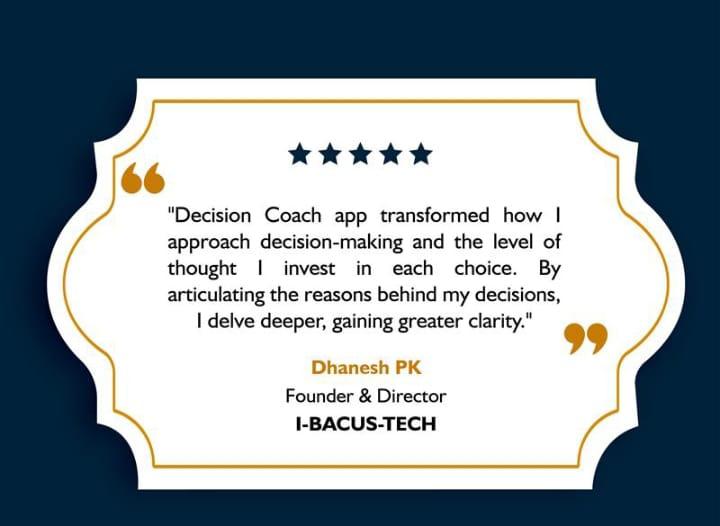 "Decision Coach app transformed how I
approach decision-making and the level of
thought I invest in each choice. By
articulating the reasons behind my decisions,
I delve deeper, gaining greater clarity."
Dhanesh PK
Founder & Director
I-BACUS-TECH